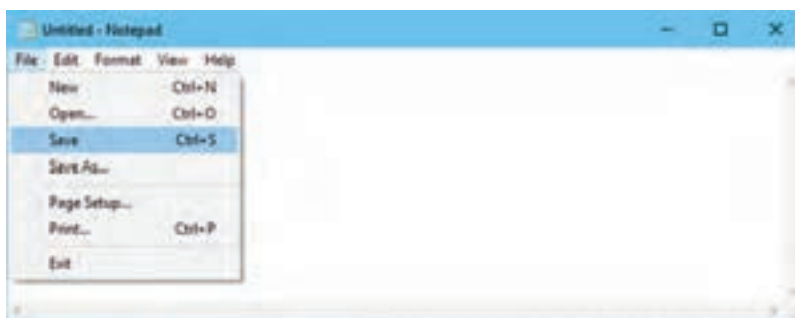 Untitled - Notepad
File Edit Format View Help
New Ctrl+N
Open... Ctrl+O
Save Ctrl+S
Save As...
Page Setup...
Print... Ctrl+P
Exit